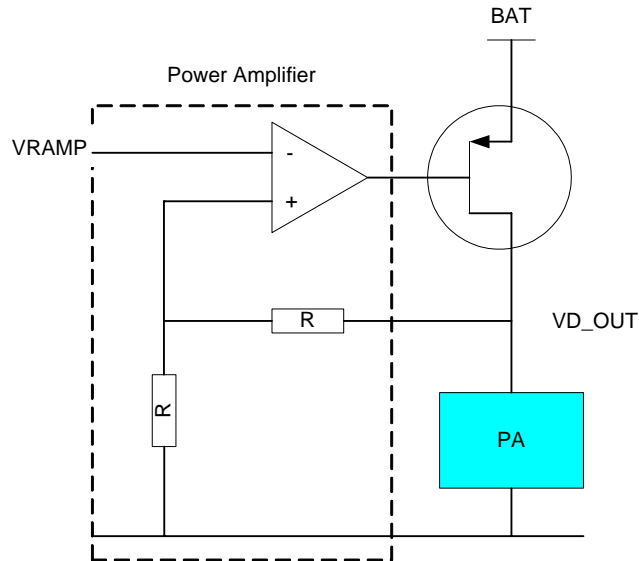 BAT
Power Amplifier
VRAMP
-
+
R
VD_OUT
R
PA